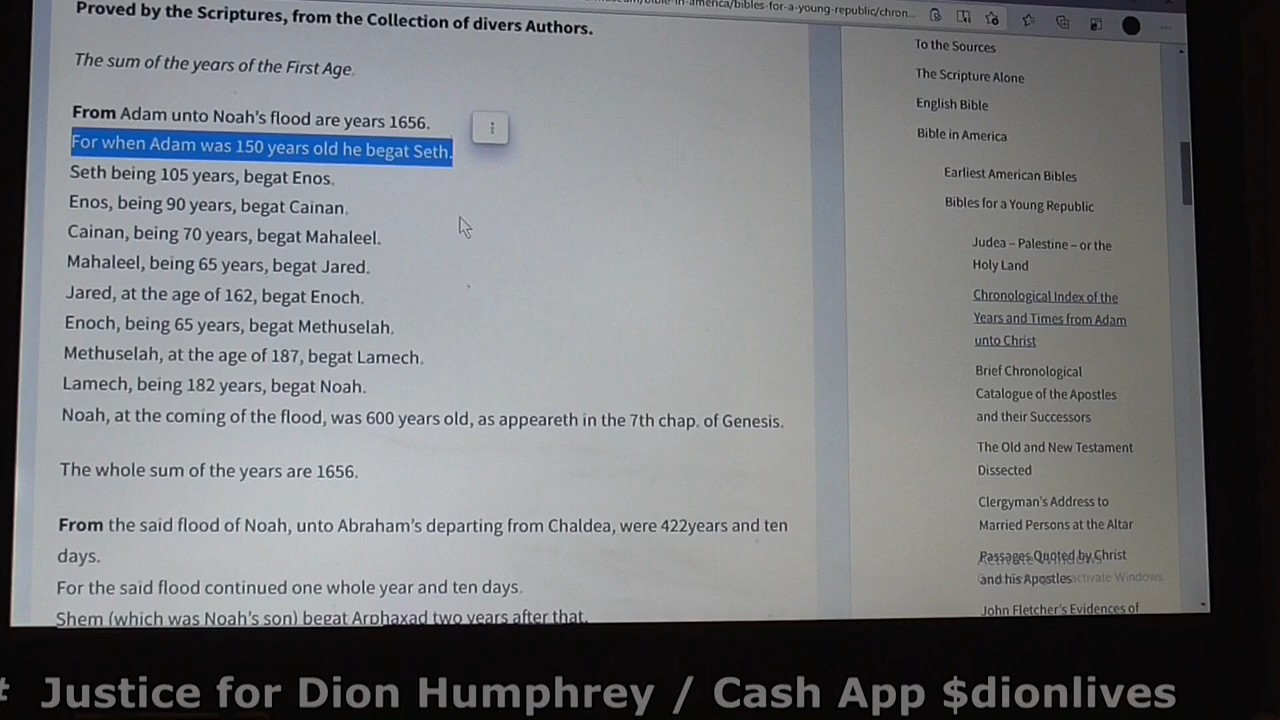 useum/bible-in-america/bibles-for-a-young-republic/chron...
Proved by the Scriptures, from the Collection of divers Authors.
The sum of the years of the First Age.
From Adam unto Noah's flood are years 1656.
For when Adam was 150 years old he begat Seth.
Seth being 105 years, begat Enos.
Enos, being 90 years, begat Cainan.
Cainan, being 70 years, begat Mahaleel.
Mahaleel, being 65 years, begat Jared.
Jared, at the age of 162, begat Enoch.
Enoch, being 65 years, begat Methuselah.
Methuselah, at the age of 187, begat Lamech.
Lamech, being 182 years, begat Noah.
Noah, at the coming of the flood, was 600 years old, as appeareth in the 7th chap. of Genesis.
The whole sum of the years are 1656.
From the said flood of Noah, unto Abraham's departing from Chaldea, were 422years and ten
days.
For the said flood continued one whole year and ten days.
Shem (which was Noah's son) begat Arphaxad two years after that.
To the Sources
The Scripture Alone
English Bible
Bible in America
Earliest American Bibles
Bibles for a Young Republic
Judea – Palestine – or the
Holy Land
Chronological Index of the
Years and Times from Adam
unto Christ
Brief Chronological
Catalogue of the Apostles
and their Successors
The Old and New Testament
Dissected
Clergyman's Address to
Married Persons at the Altar
Passages Quoted by Christ
and his Apostles
activate Windows.
John Fletcher's Evidences of
# Justice for Dion Humphrey / Cash App $dionlives